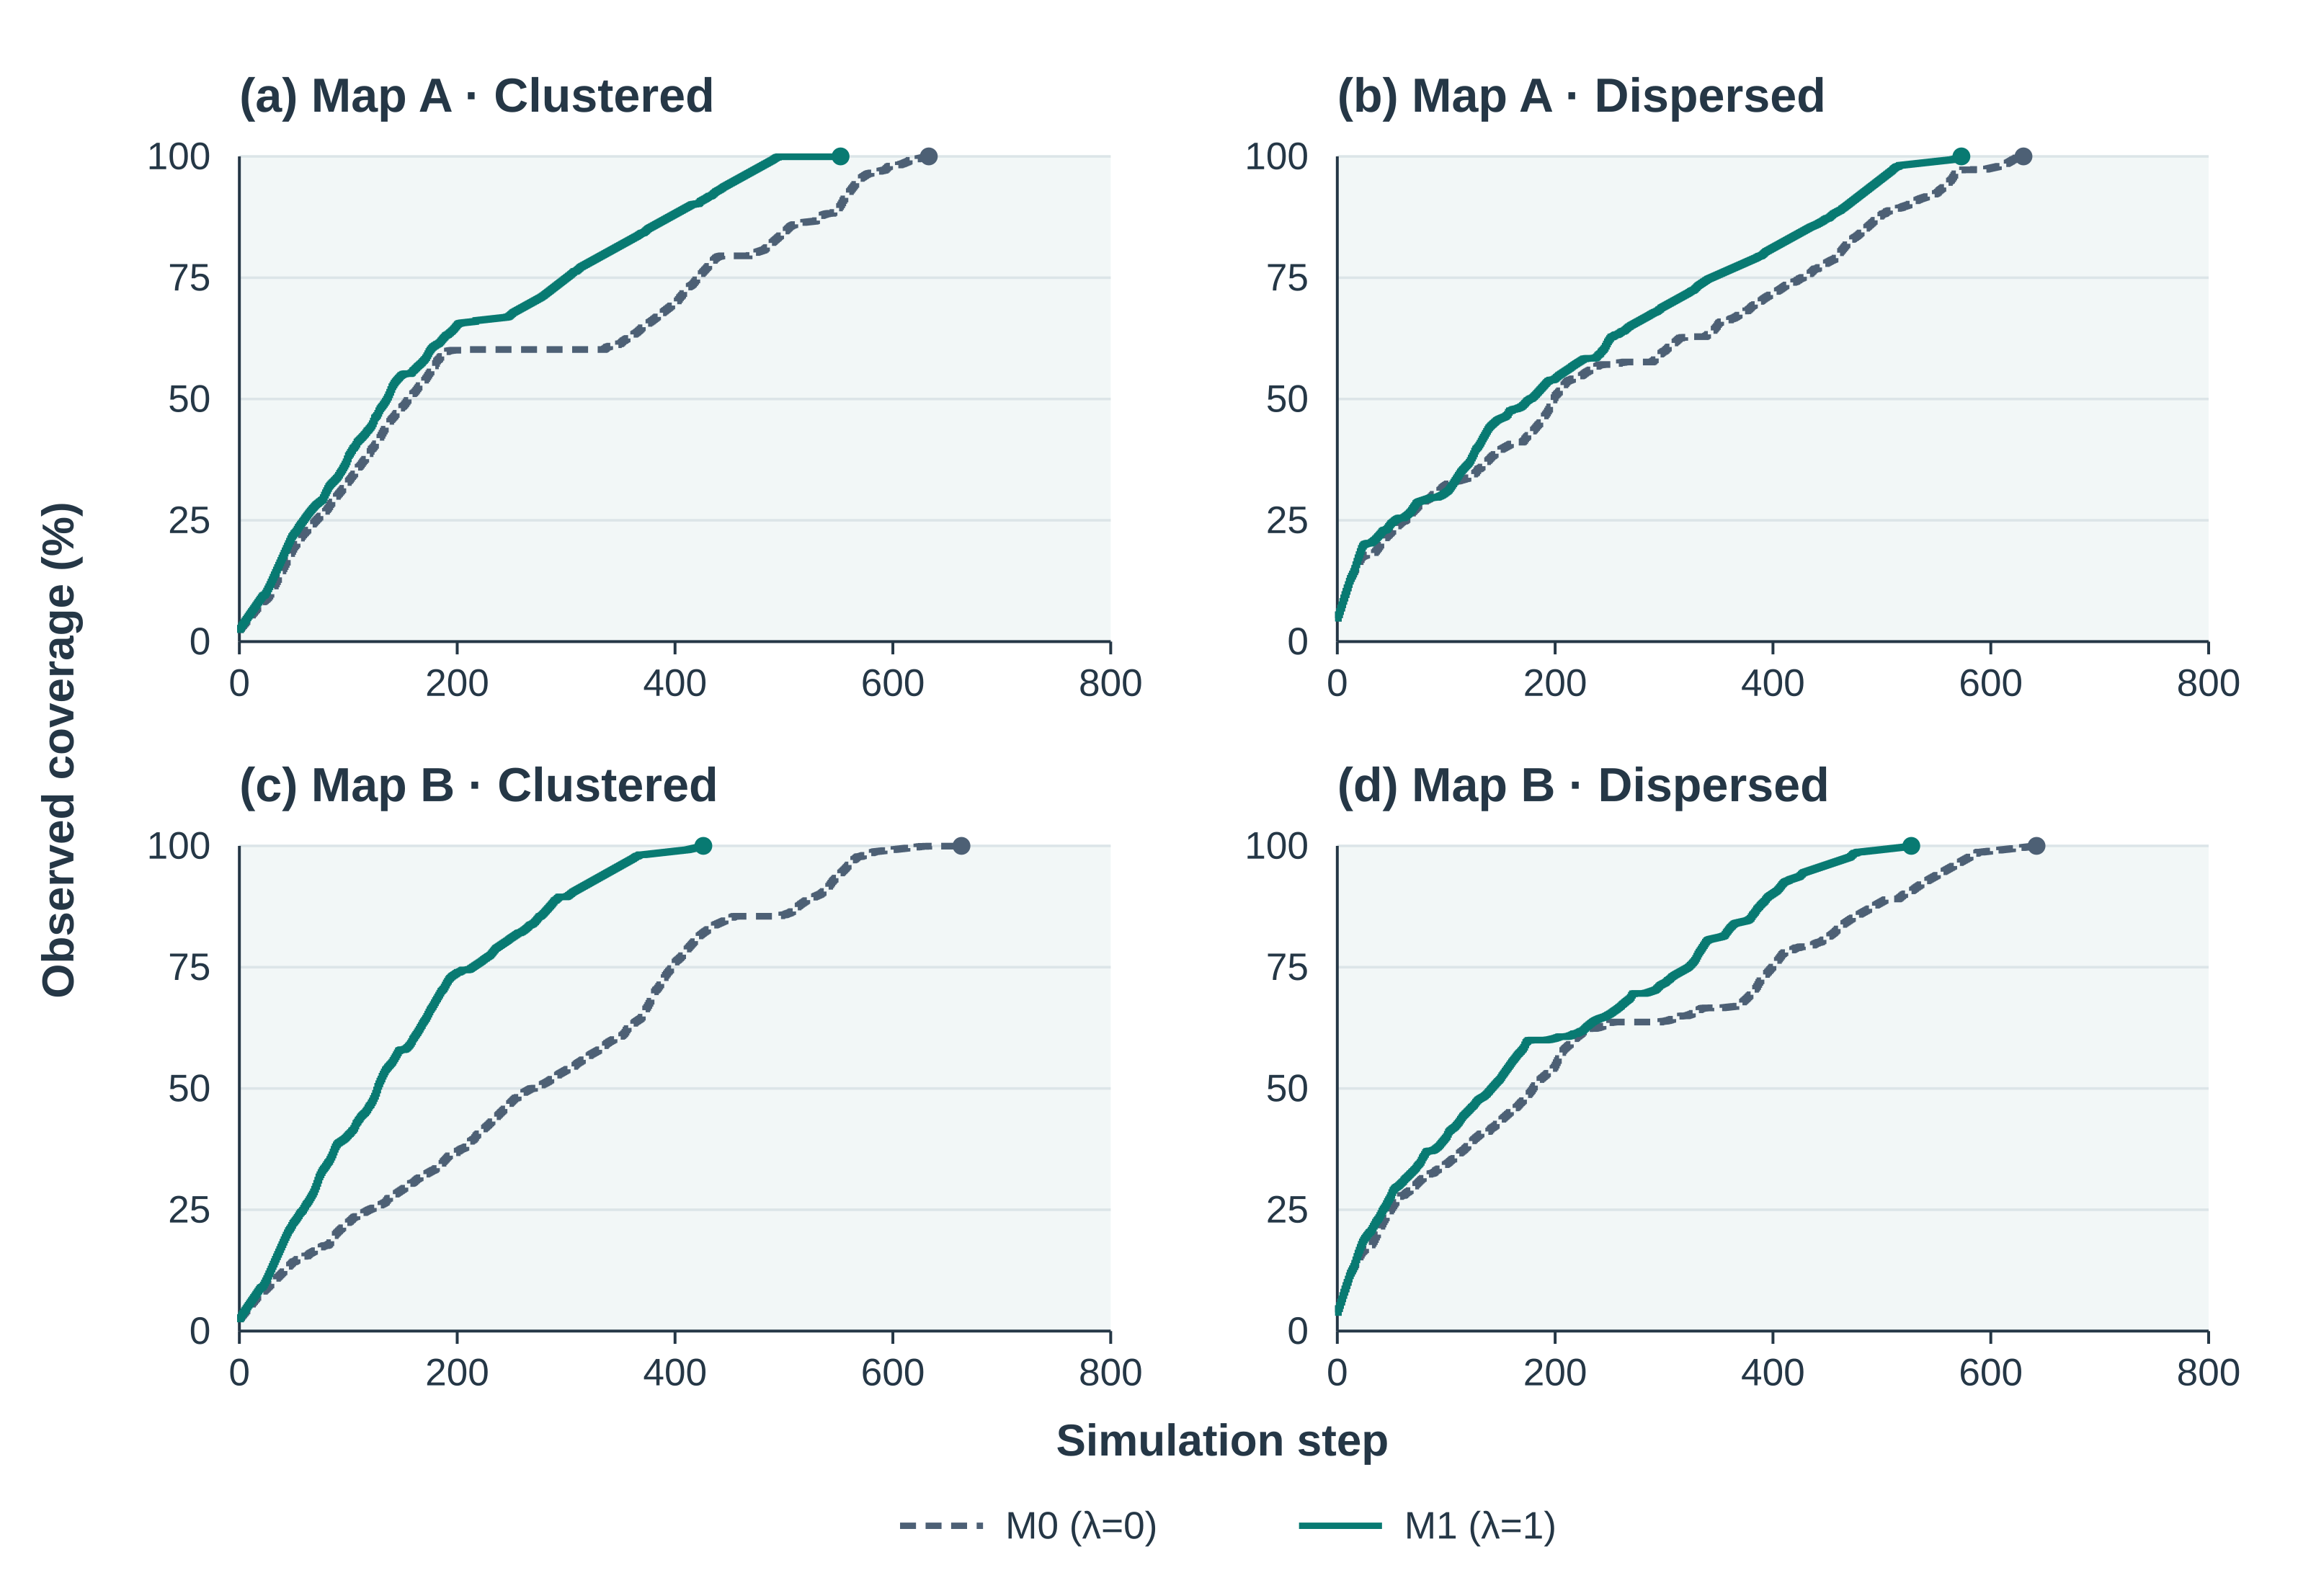 (a) Map A · Clustered
100
75
50
25
0
0 200 400 600 800
(b) Map A · Dispersed
100
75
50
25
0
0 200 400 600 800
Observed coverage (%)
(c) Map B · Clustered
100
75
50
25
0
0 200 400 600 800
(d) Map B · Dispersed
100
75
50
25
0
0 200 400 600 800
Simulation step
M0 (λ=0) M1 (λ=1)